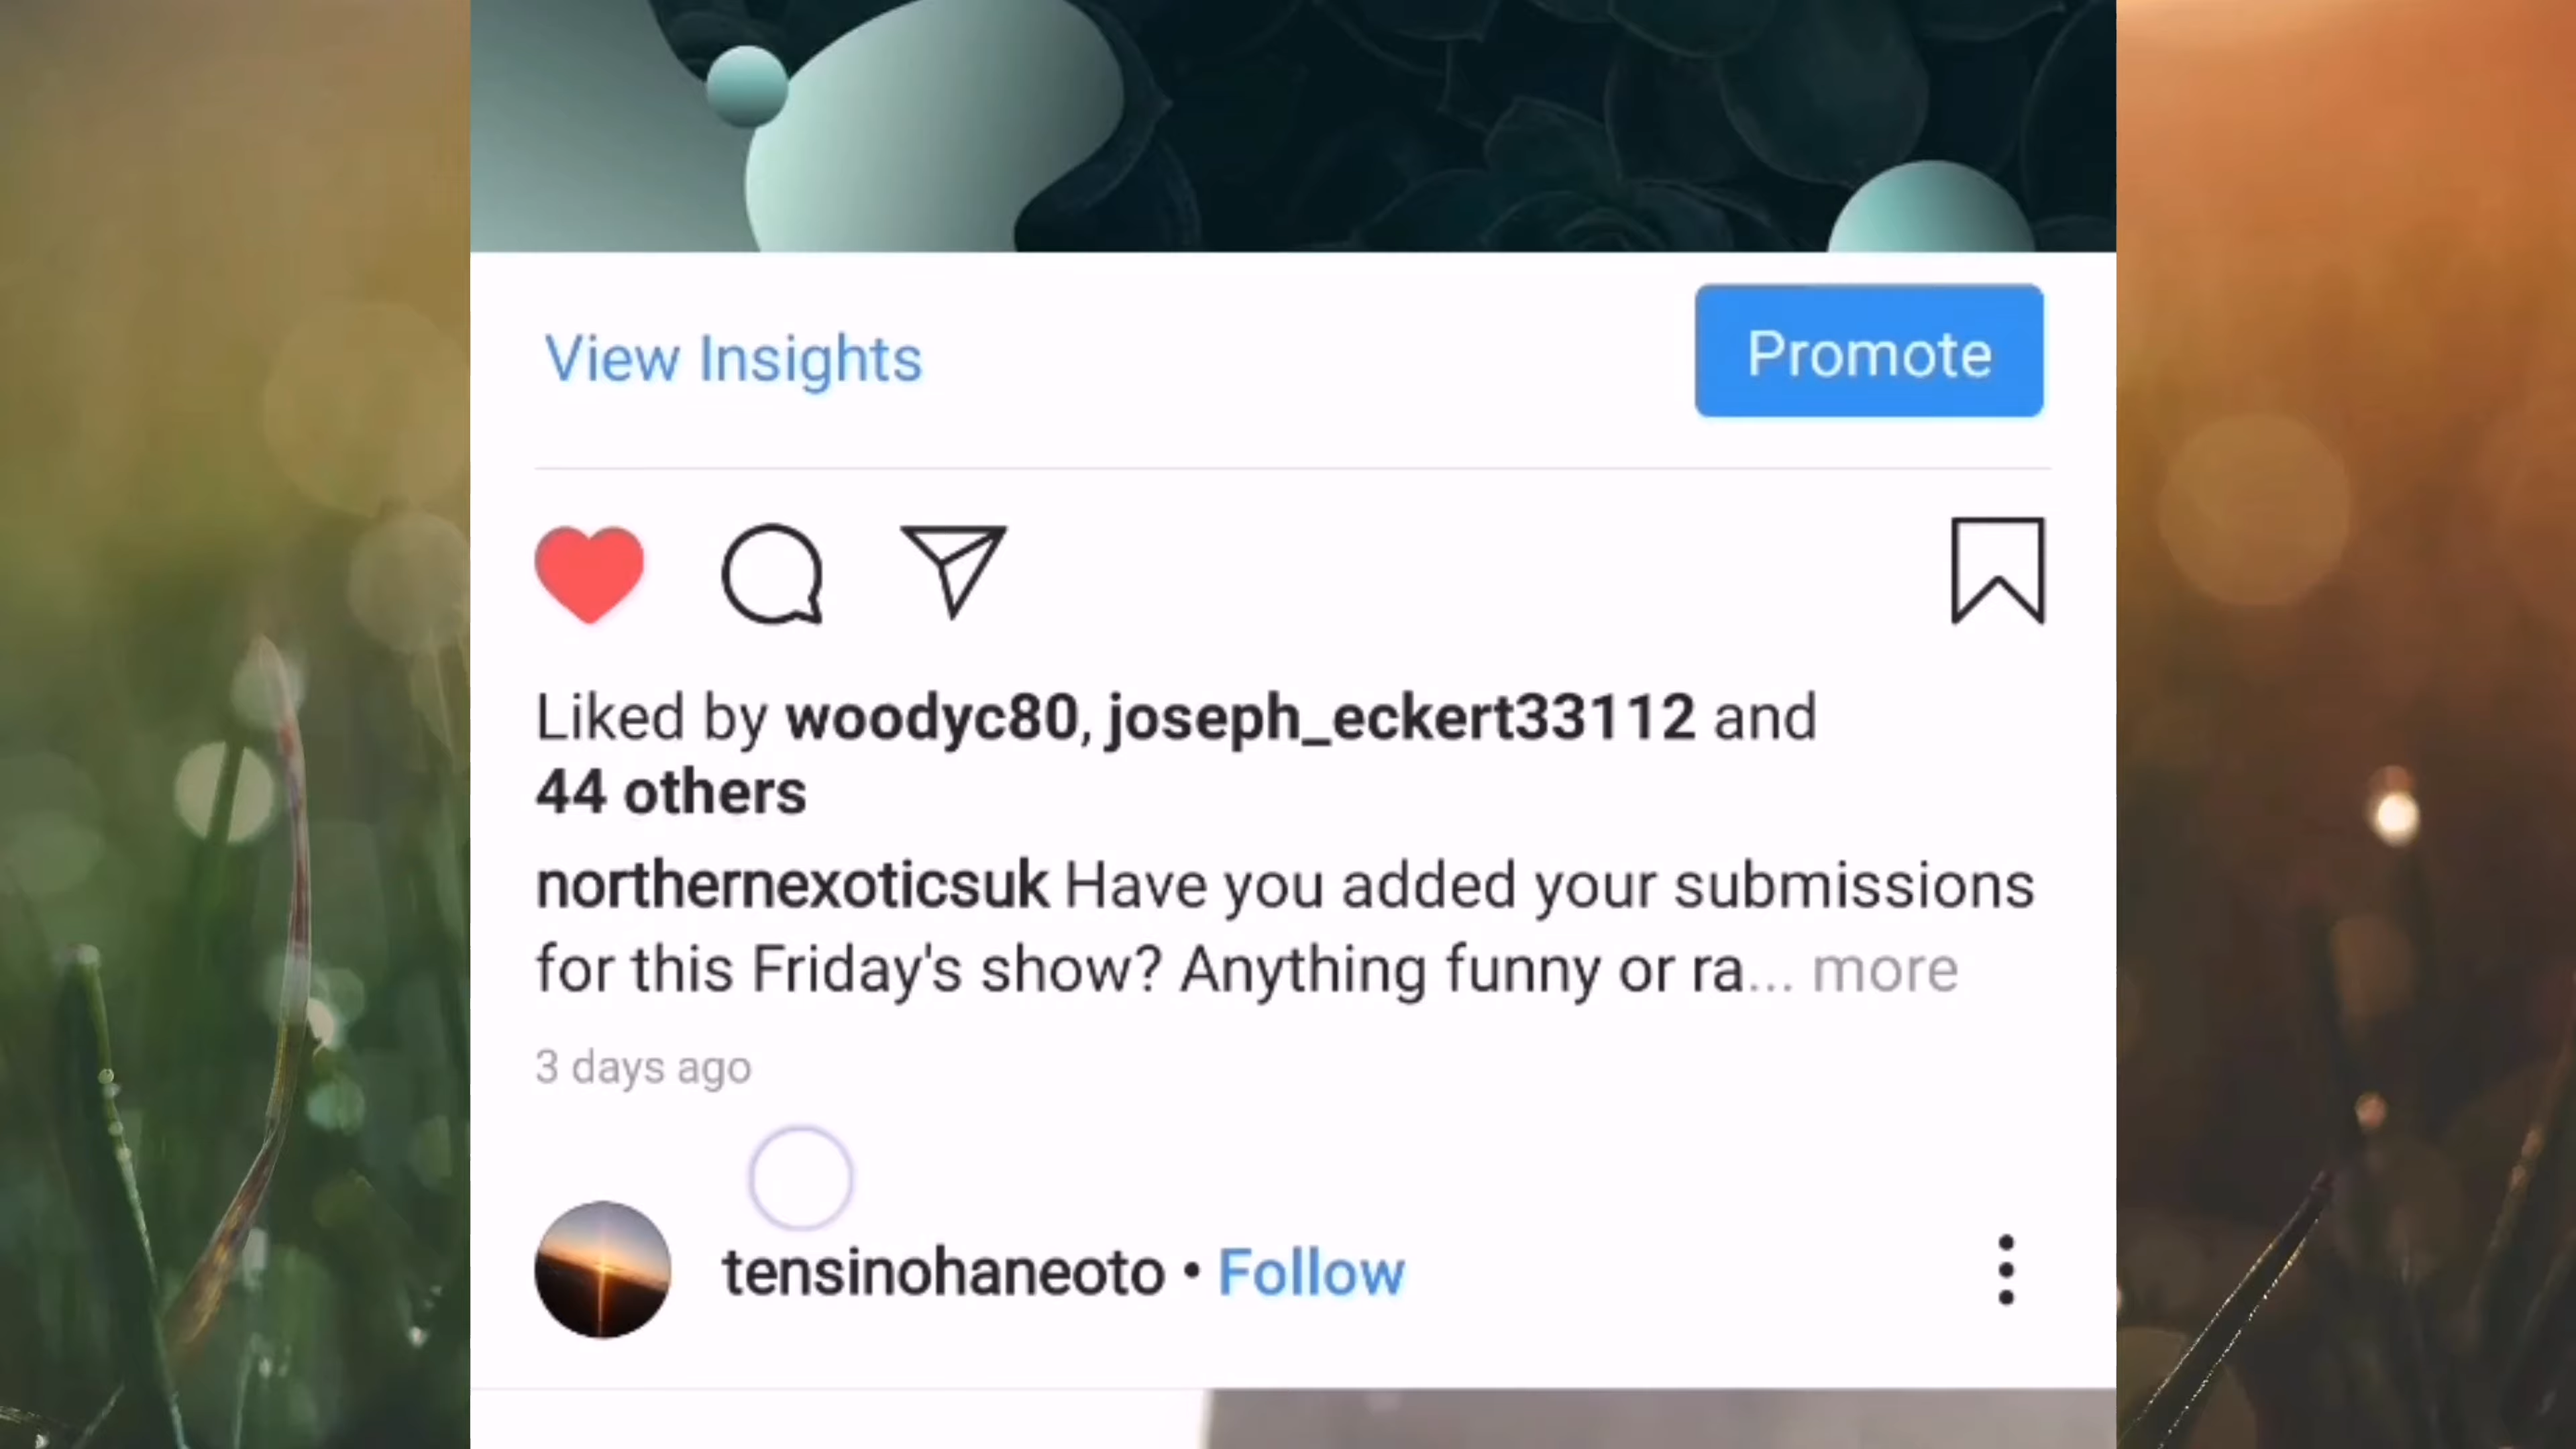 View Insights
Promote
Liked by woodyc80, joseph_eckert33112 and
44 others
northernexoticsuk Have you added your submissions
for this Friday's show? Anything funny or ra... more
3 days ago
tensinohaneoto • Follow